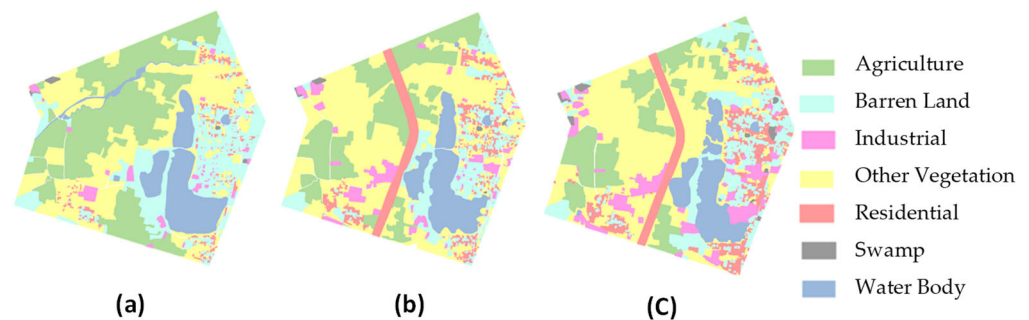 Agriculture
Barren Land
Industrial
Other Vegetation
Residential
Swamp
Water Body
(a)
(b)
(C)